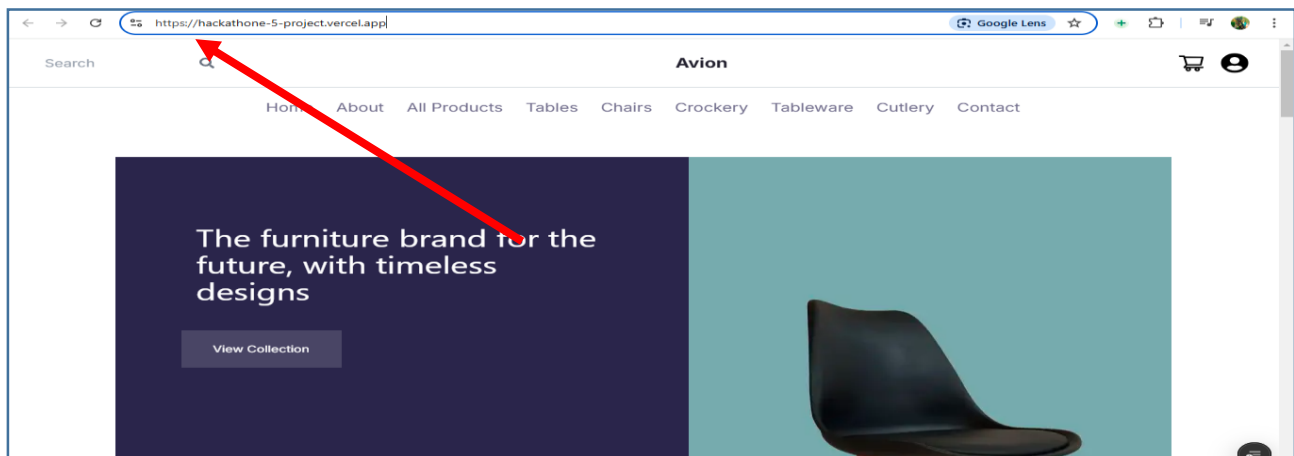 https://hackathone-5-project.vercel.app Google Lens
Search Avion
Home About All Products Tables Chairs Crockery Tableware Cutlery Contact
The furniture brand for the
future, with timeless
designs
View Collection